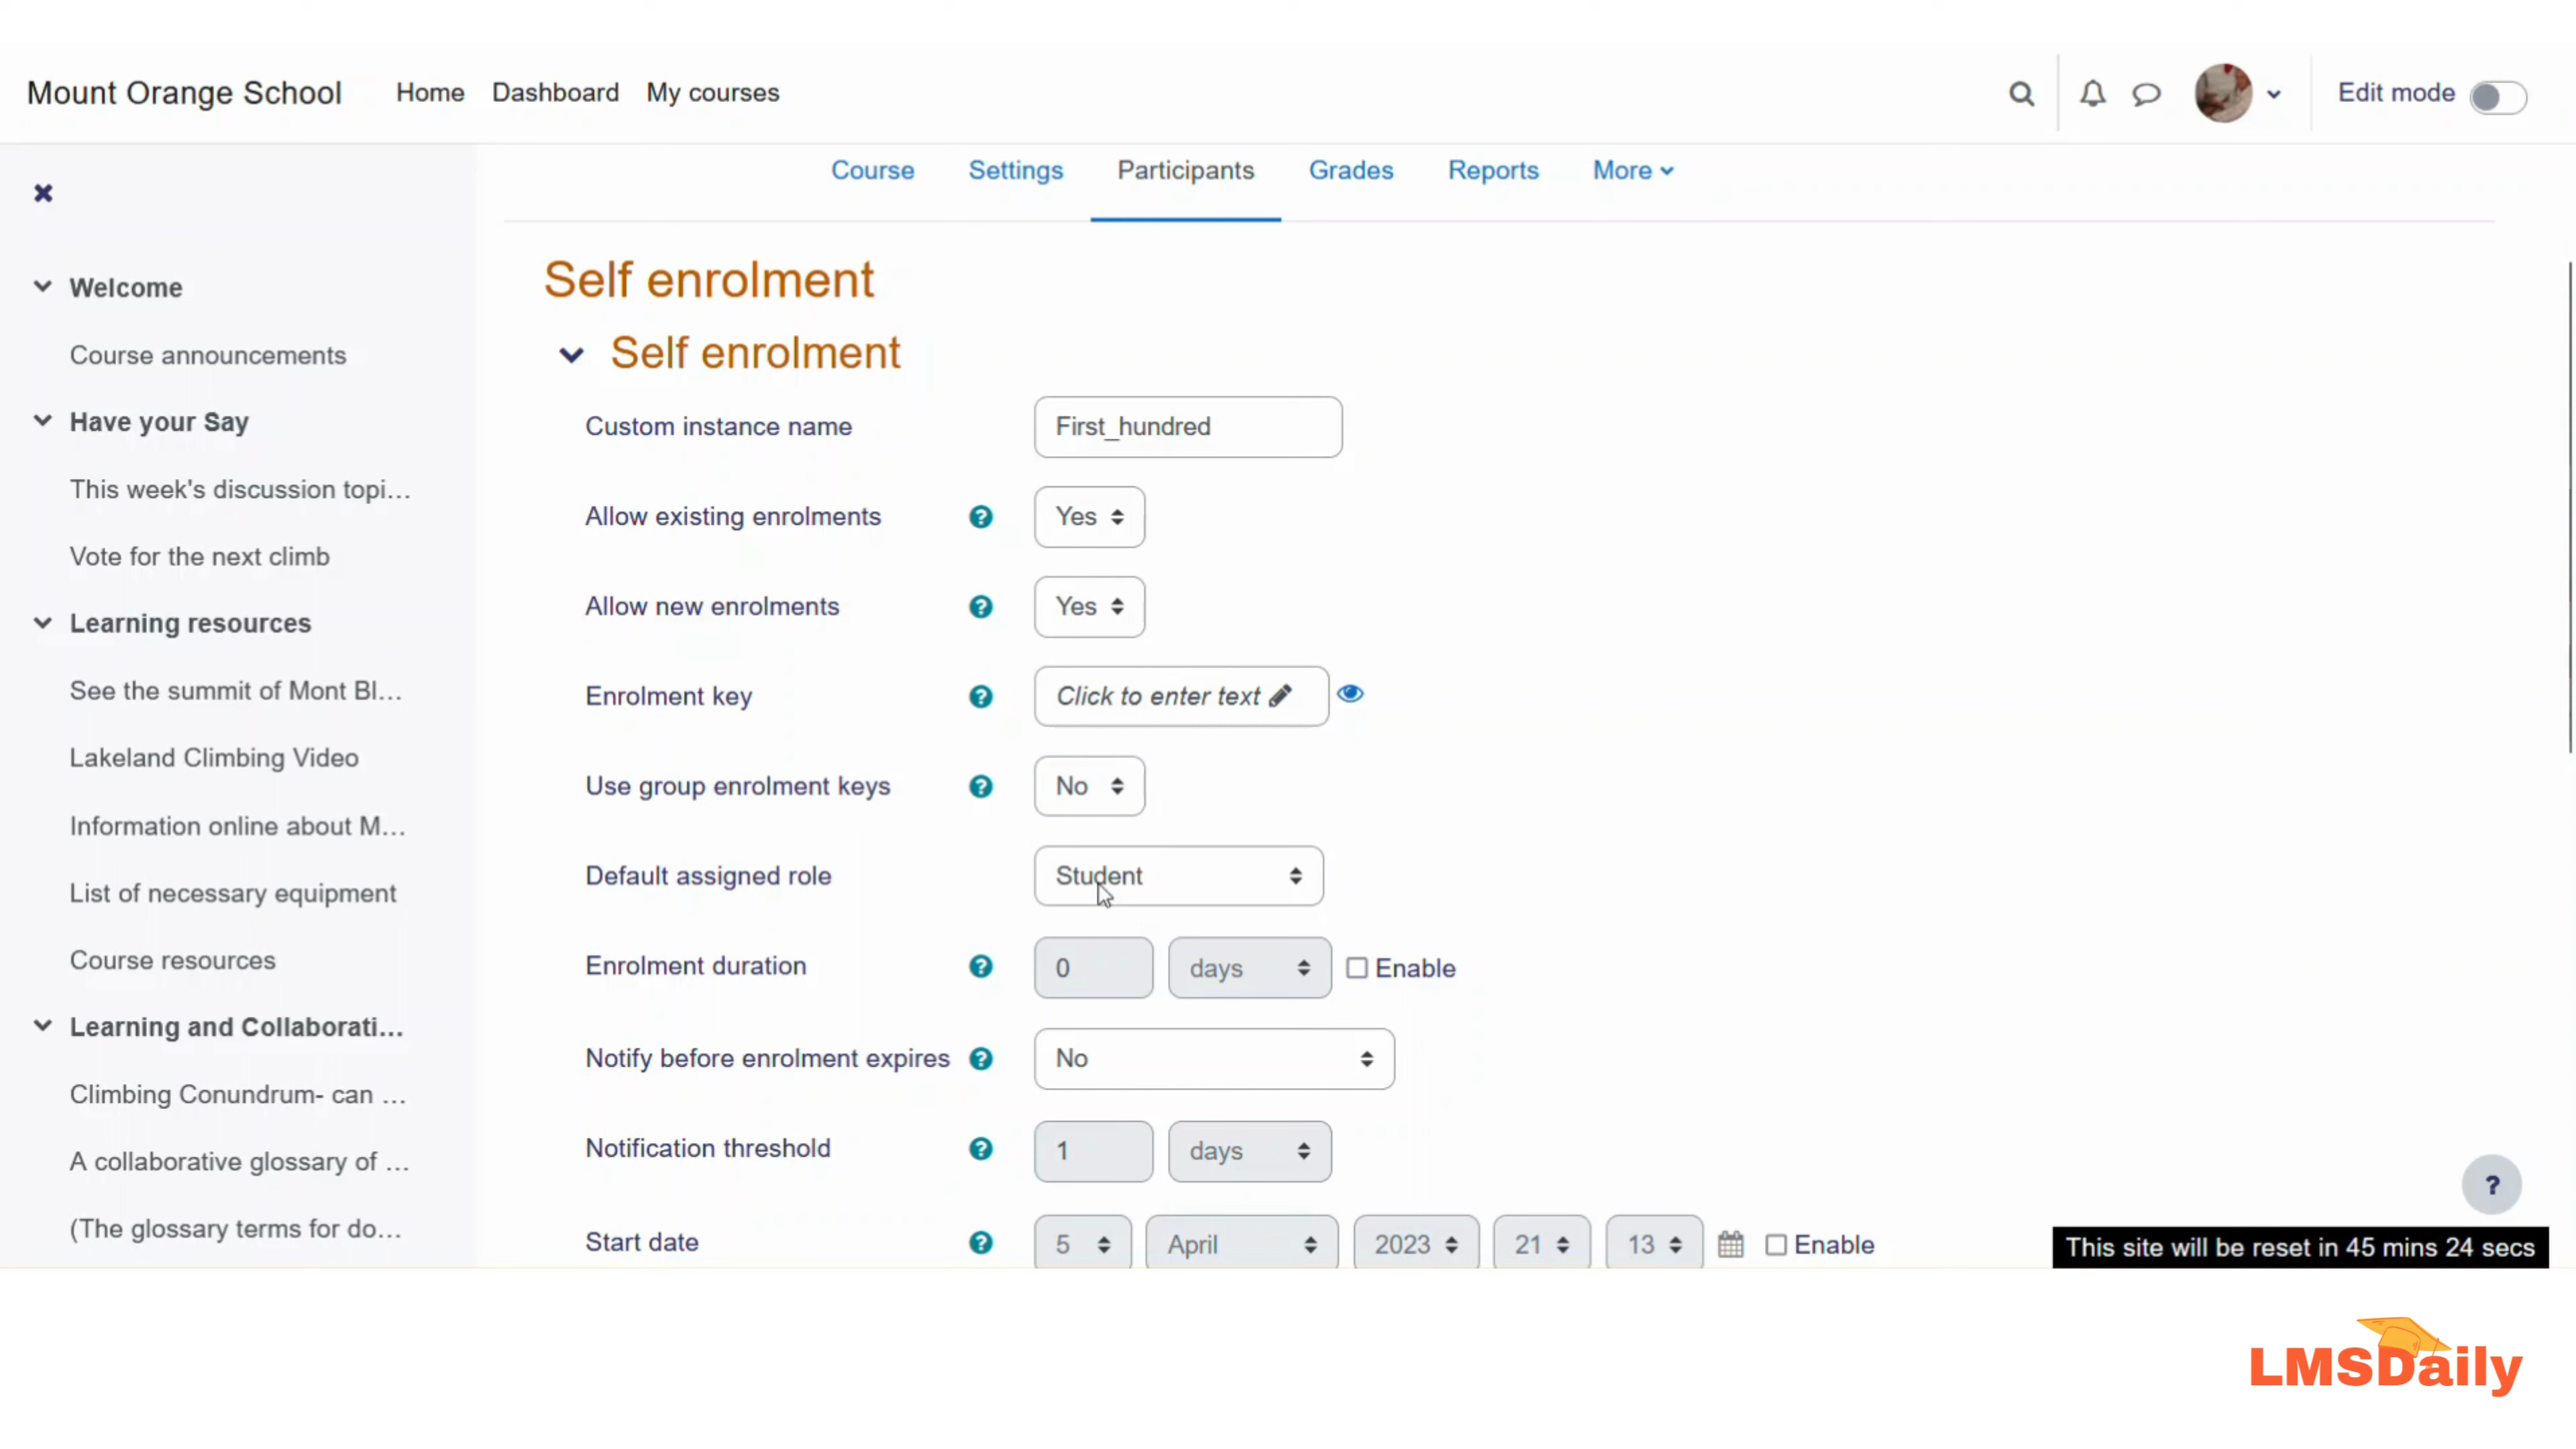 Mount Orange School Home Dashboard My courses Edit mode
Course Settings Participants Grades Reports More
Welcome
Course announcements
Have your Say
This week's discussion topi...
Vote for the next climb
Learning resources
See the summit of Mont Bl...
Lakeland Climbing Video
Information online about M...
List of necessary equipment
Course resources
Learning and Collaborati...
Climbing Conundrum- can ...
A collaborative glossary of ...
(The glossary terms for do...
Self enrolment
Self enrolment
Custom instance name First_hundred
Allow existing enrolments ? Yes
Allow new enrolments ? Yes
Enrolment key ? Click to enter text
Use group enrolment keys ? No
Default assigned role Student
Enrolment duration ? 0 days Enable
Notify before enrolment expires ? No
Notification threshold ? 1 days
Start date ? 5 April 2023 21 13 Enable
?
This site will be reset in 45 mins 24 secs
LMSDaily